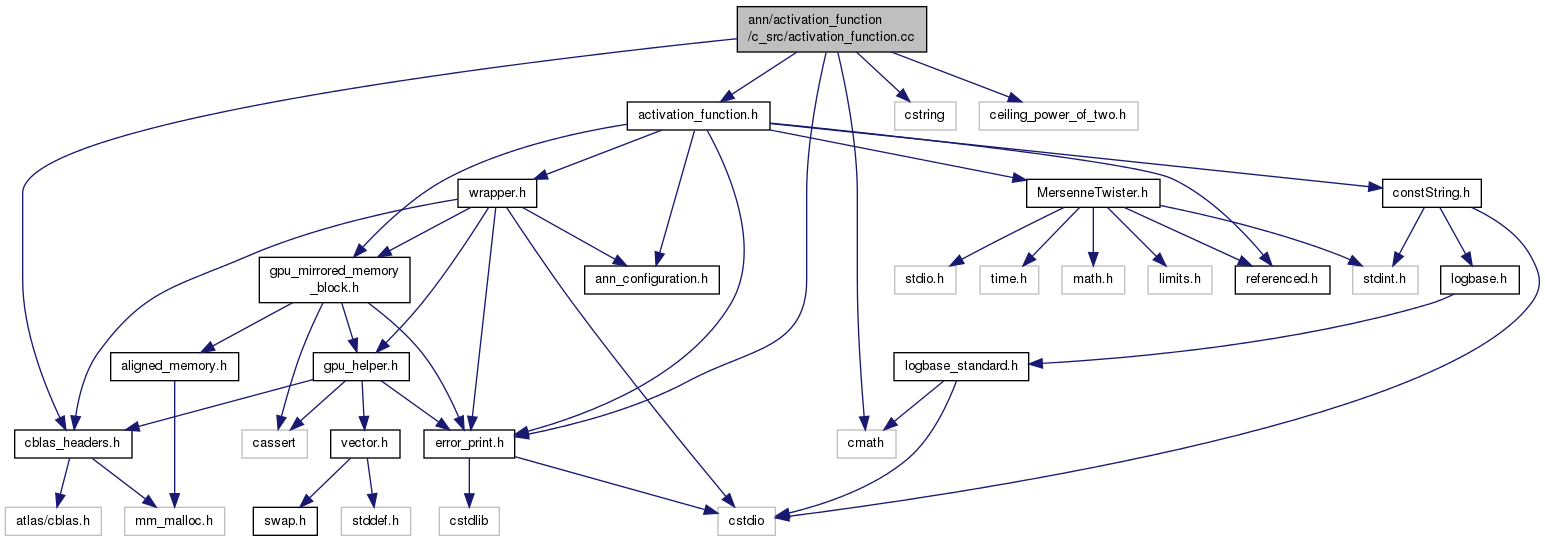 ann/activation_function
/c_src/activation_function.cc
activation_function.h
cstring
ceiling_power_of_two.h
wrapper.h
MersenneTwister.h
constString.h
gpu_mirrored_memory
_block.h
ann_configuration.h
stdio.h
time.h
math.h
limits.h
referenced.h
stdint.h
logbase.h
aligned_memory.h
gpu_helper.h
logbase_standard.h
cblas_headers.h
cassert
vector.h
error_print.h
cmath
atlas/cblas.h
mm_malloc.h
swap.h
stddef.h
cstdlib
cstdio